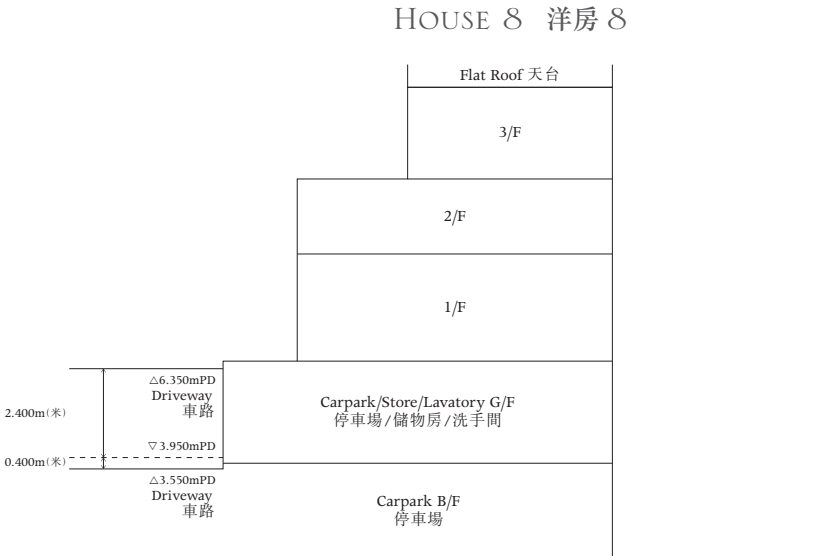 HOUSE 8 洋房 8
Flat Roof 天台
3/F
2/F
1/F
△6.350mPD
Driveway
車路
2.400m(米)
Carpark/Store/Lavatory G/F
停車場/儲物房/洗手間
▽3.950mPD
0.400m(米)
△3.550mPD
Driveway
車路
Carpark B/F
停車場